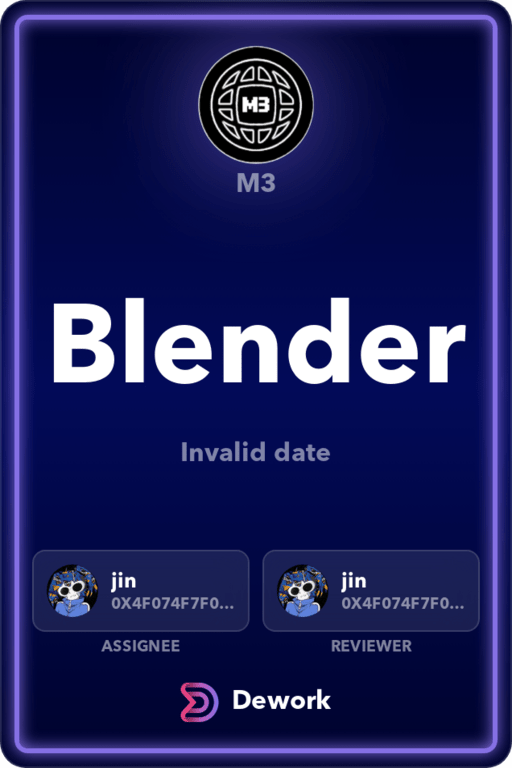 M3
M3
Blender
Invalid date
jin
0X4F074F7F0...
ASSIGNEE
jin
0X4F074F7F0...
REVIEWER
Dework